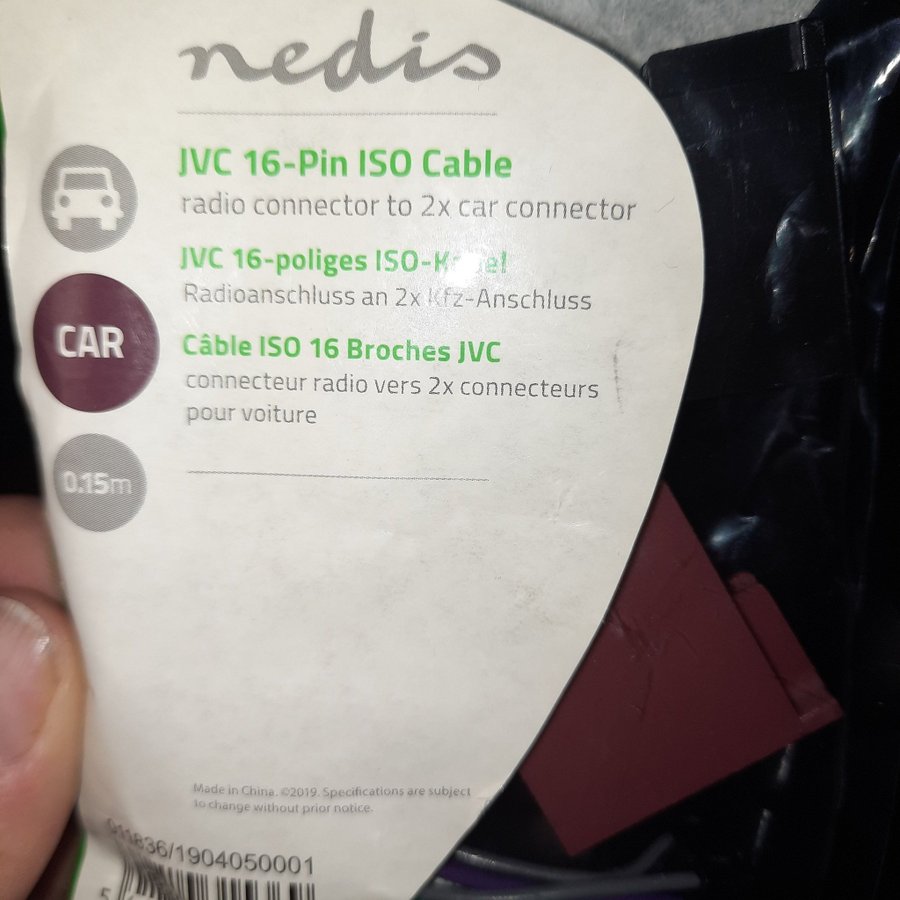 nedis
JVC 16-Pin ISO Cable
radio connector to 2x car connector
JVC 16-poliges
Radioanschluss an 2x Kfz-Anschluss
CAR
Câble ISO 16 Broches JVC
connecteur radio vers 2x connecteurs
pour voiture
0.15m
Made in China. ©2019. Specifications are subject
to change without prior notice.
011836/1904050001
5